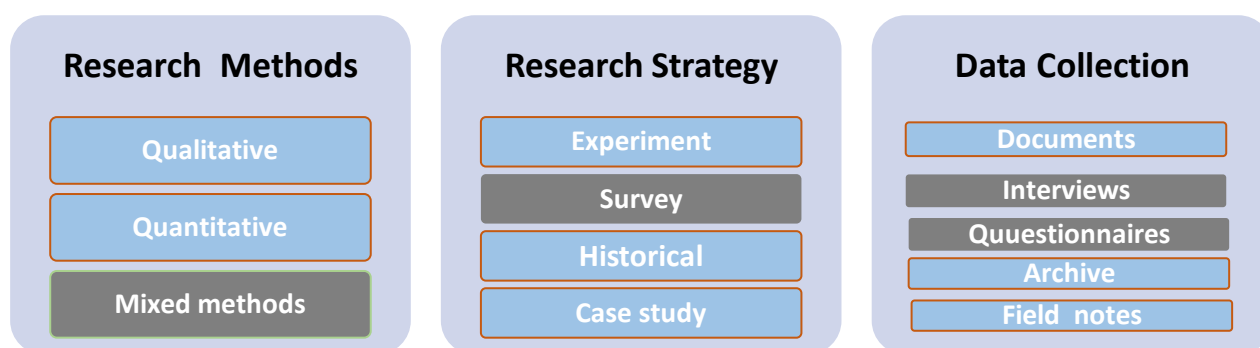 Research Methods
Qualitative
Quantitative
Mixed methods
Research Strategy
Experiment
Survey
Historical
Case study
Data Collection
Documents
Interviews
Quuestionnaires
Archive
Field notes